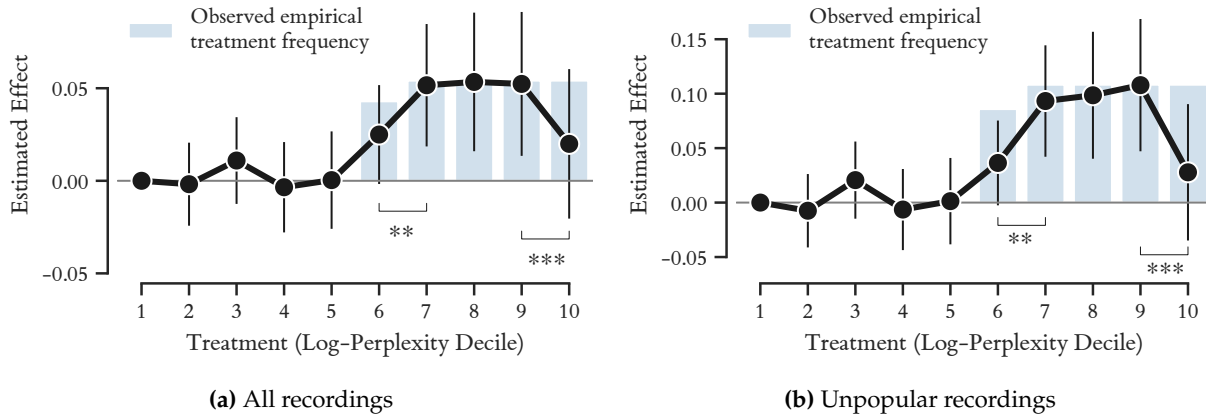 Observed empirical
treatment frequency
Estimated Effect
0.05
0.00
−0.05
**
***
1 2 3 4 5 6 7 8 9 10
Treatment (Log−Perplexity Decile)
(a) All recordings
Observed empirical
treatment frequency
Estimated Effect
0.15
0.10
0.05
0.00
−0.05
**
***
1 2 3 4 5 6 7 8 9 10
Treatment (Log−Perplexity Decile)
(b) Unpopular recordings